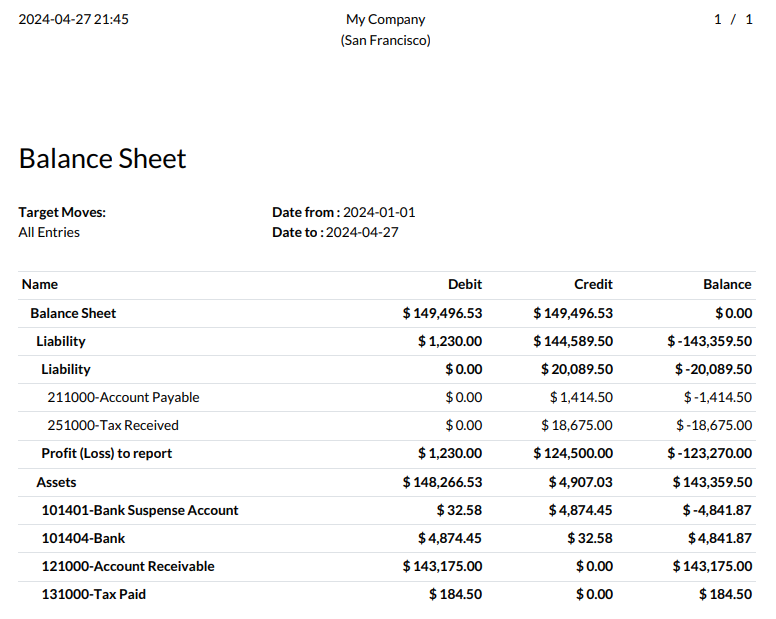 2024-04-27 21:45 My Company 1 / 1
(San Francisco)
Balance Sheet
Target Moves: Date from : 2024-01-01
All Entries Date to : 2024-04-27
Name Debit Credit Balance
Balance Sheet $ 149,496.53 $ 149,496.53 $ 0.00
Liability $ 1,230.00 $ 144,589.50 $ -143,359.50
Liability $ 0.00 $ 20,089.50 $ -20,089.50
211000-Account Payable $ 0.00 $ 1,414.50 $ -1,414.50
251000-Tax Received $ 0.00 $ 18,675.00 $ -18,675.00
Profit (Loss) to report $ 1,230.00 $ 124,500.00 $ -123,270.00
Assets $ 148,266.53 $ 4,907.03 $ 143,359.50
101401-Bank Suspense Account $ 32.58 $ 4,874.45 $ -4,841.87
101404-Bank $ 4,874.45 $ 32.58 $ 4,841.87
121000-Account Receivable $ 143,175.00 $ 0.00 $ 143,175.00
131000-Tax Paid $ 184.50 $ 0.00 $ 184.50